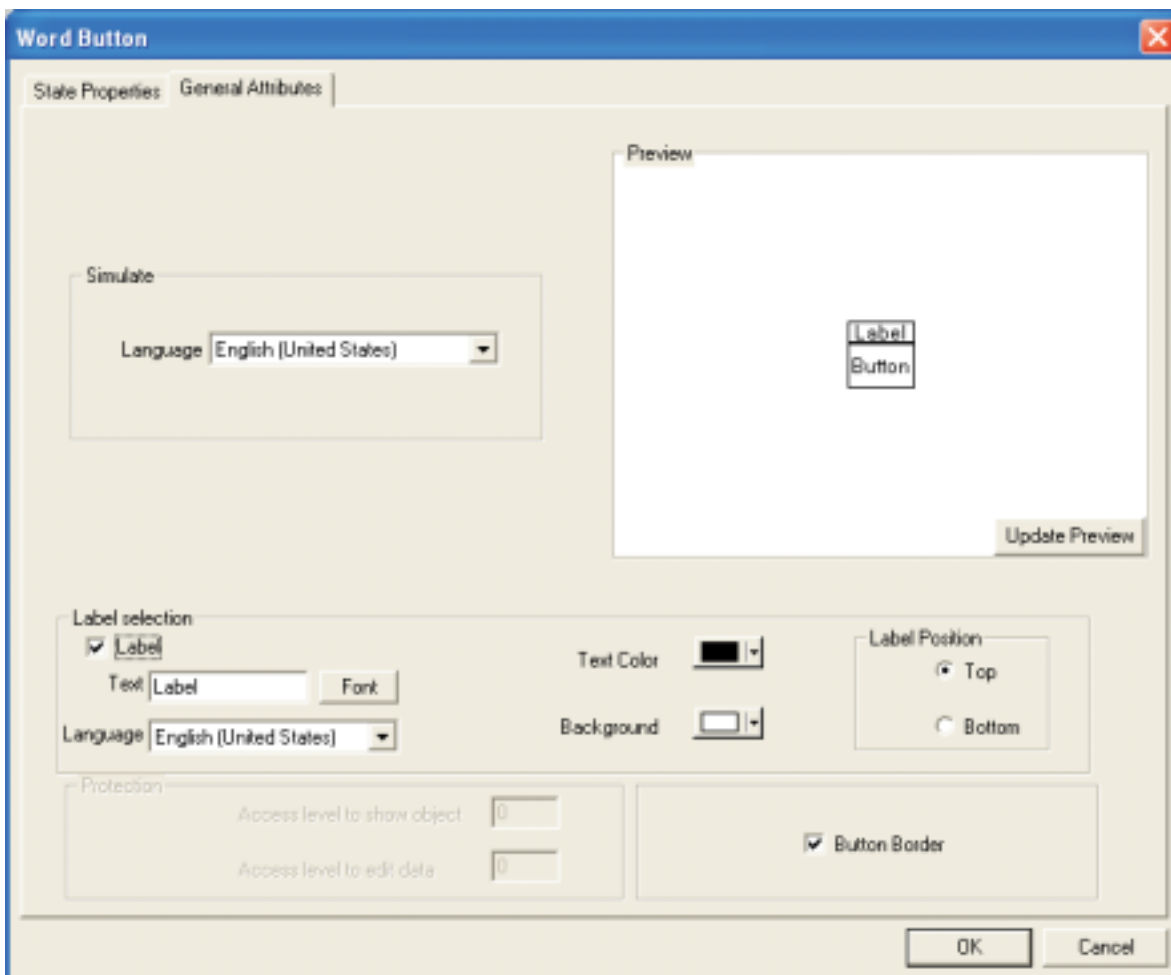 Word Button
State Properties General Attributes
Preview
Simulate
Language English (United States)
Label
Button
Update Preview
Label selection
Label
Text Label Font
Language English (United States)
Text Color
Background
Label Position
Top
Bottom
Protection
Access level to show object 0
Access level to edit data 0
Button Border
OK Cancel